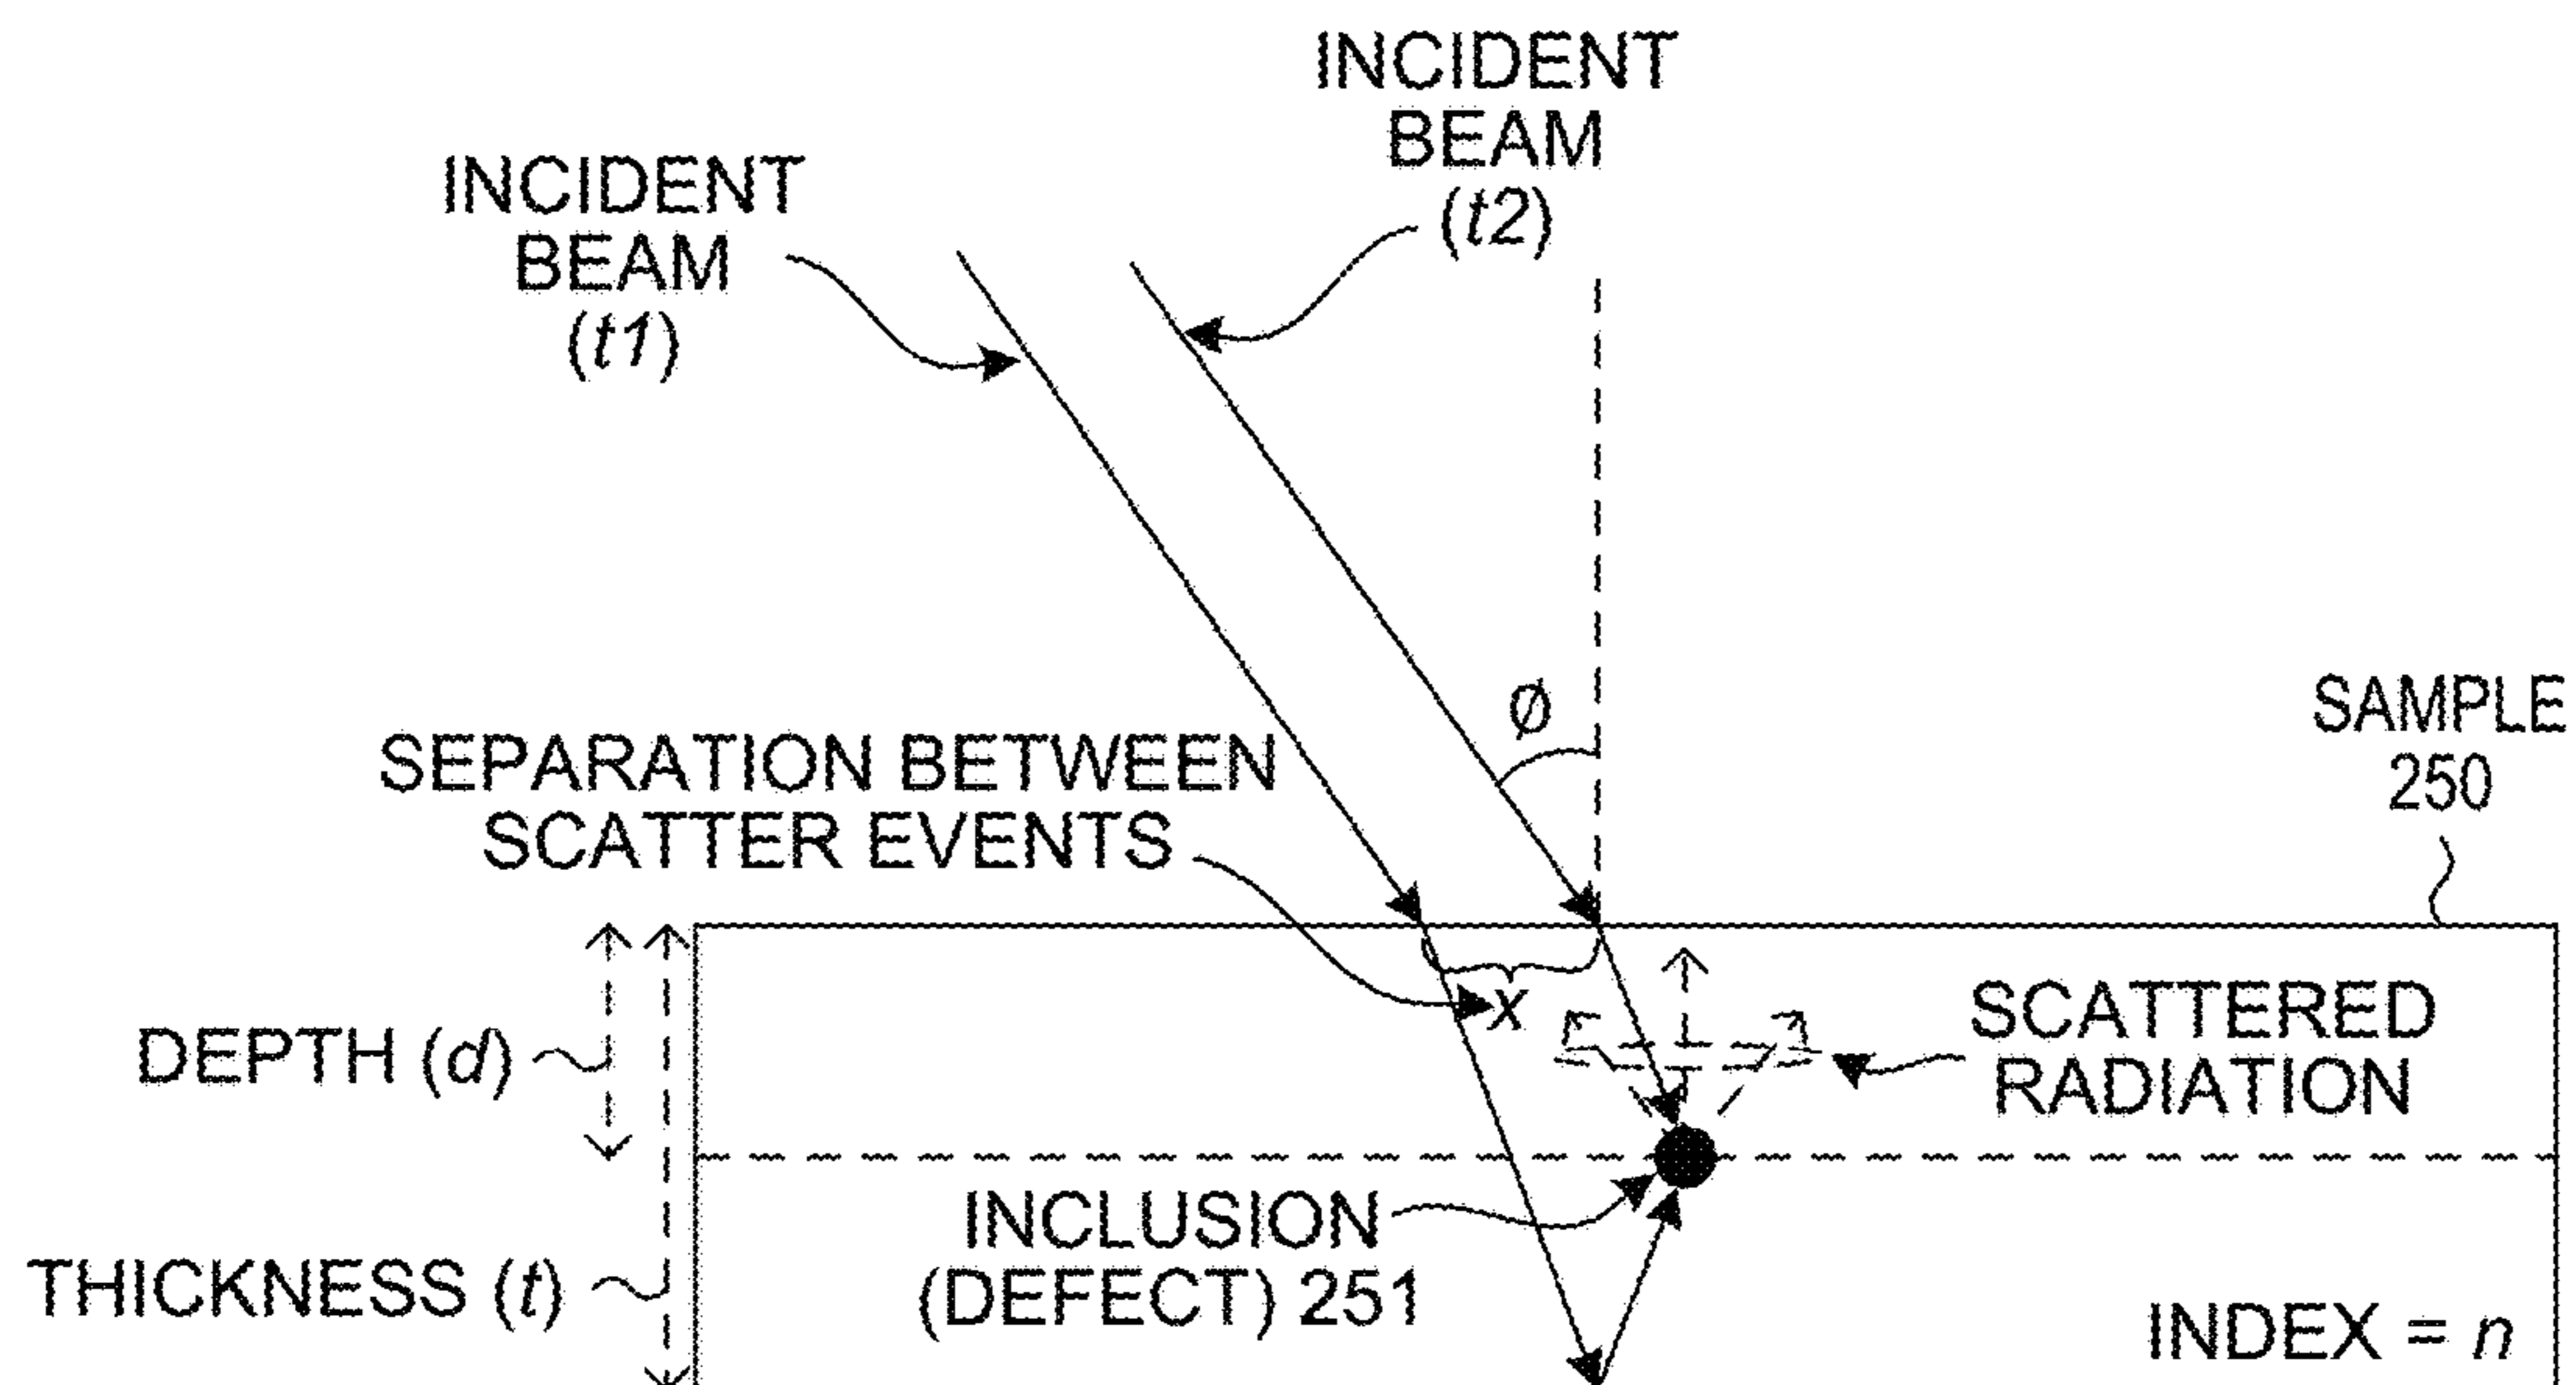 INCIDENT
BEAM
(t2)
INCIDENT
BEAM
(t1)
Ø
SAMPLE
250
SEPARATION BETWEEN
SCATTER EVENTS
x
SCATTERED
RADIATION
DEPTH (d)
INCLUSION
(DEFECT) 251
THICKNESS (t)
INDEX = n